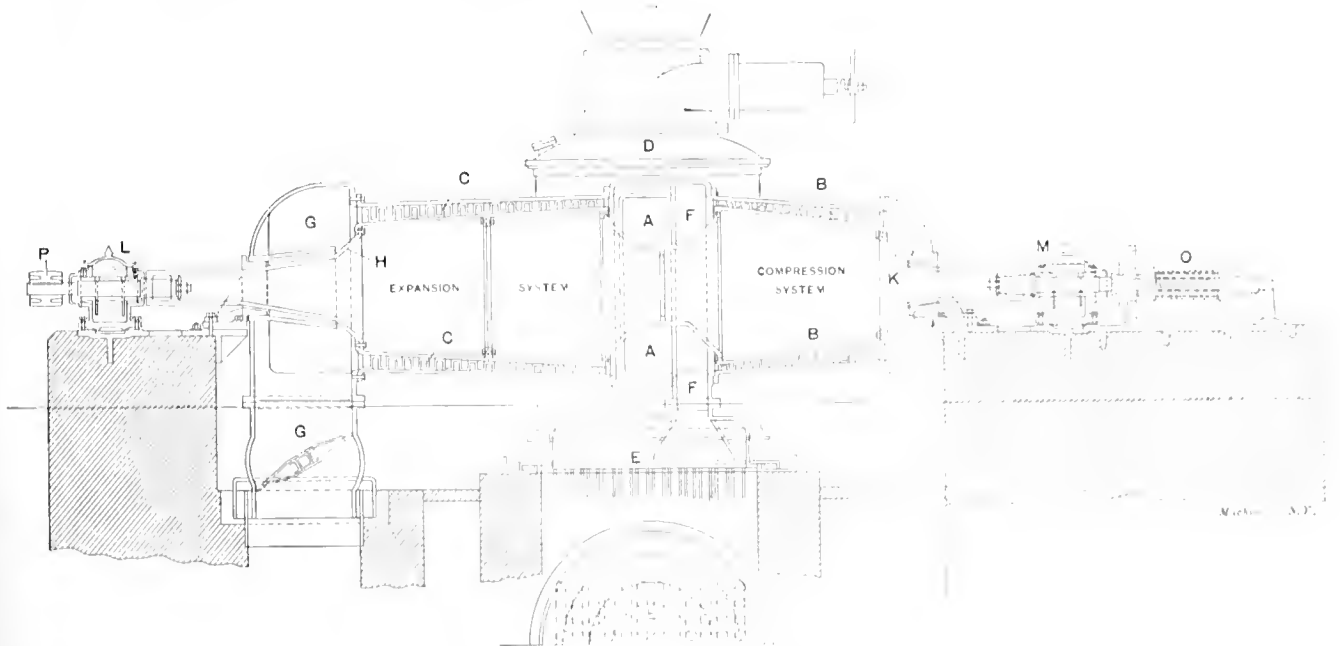 D
C
B
G
A
F
L
P
H
M
O
EXPANSION SYSTEM
COMPRESSION
SYSTEM
K
C
A
B
F
G
E
N.Y.